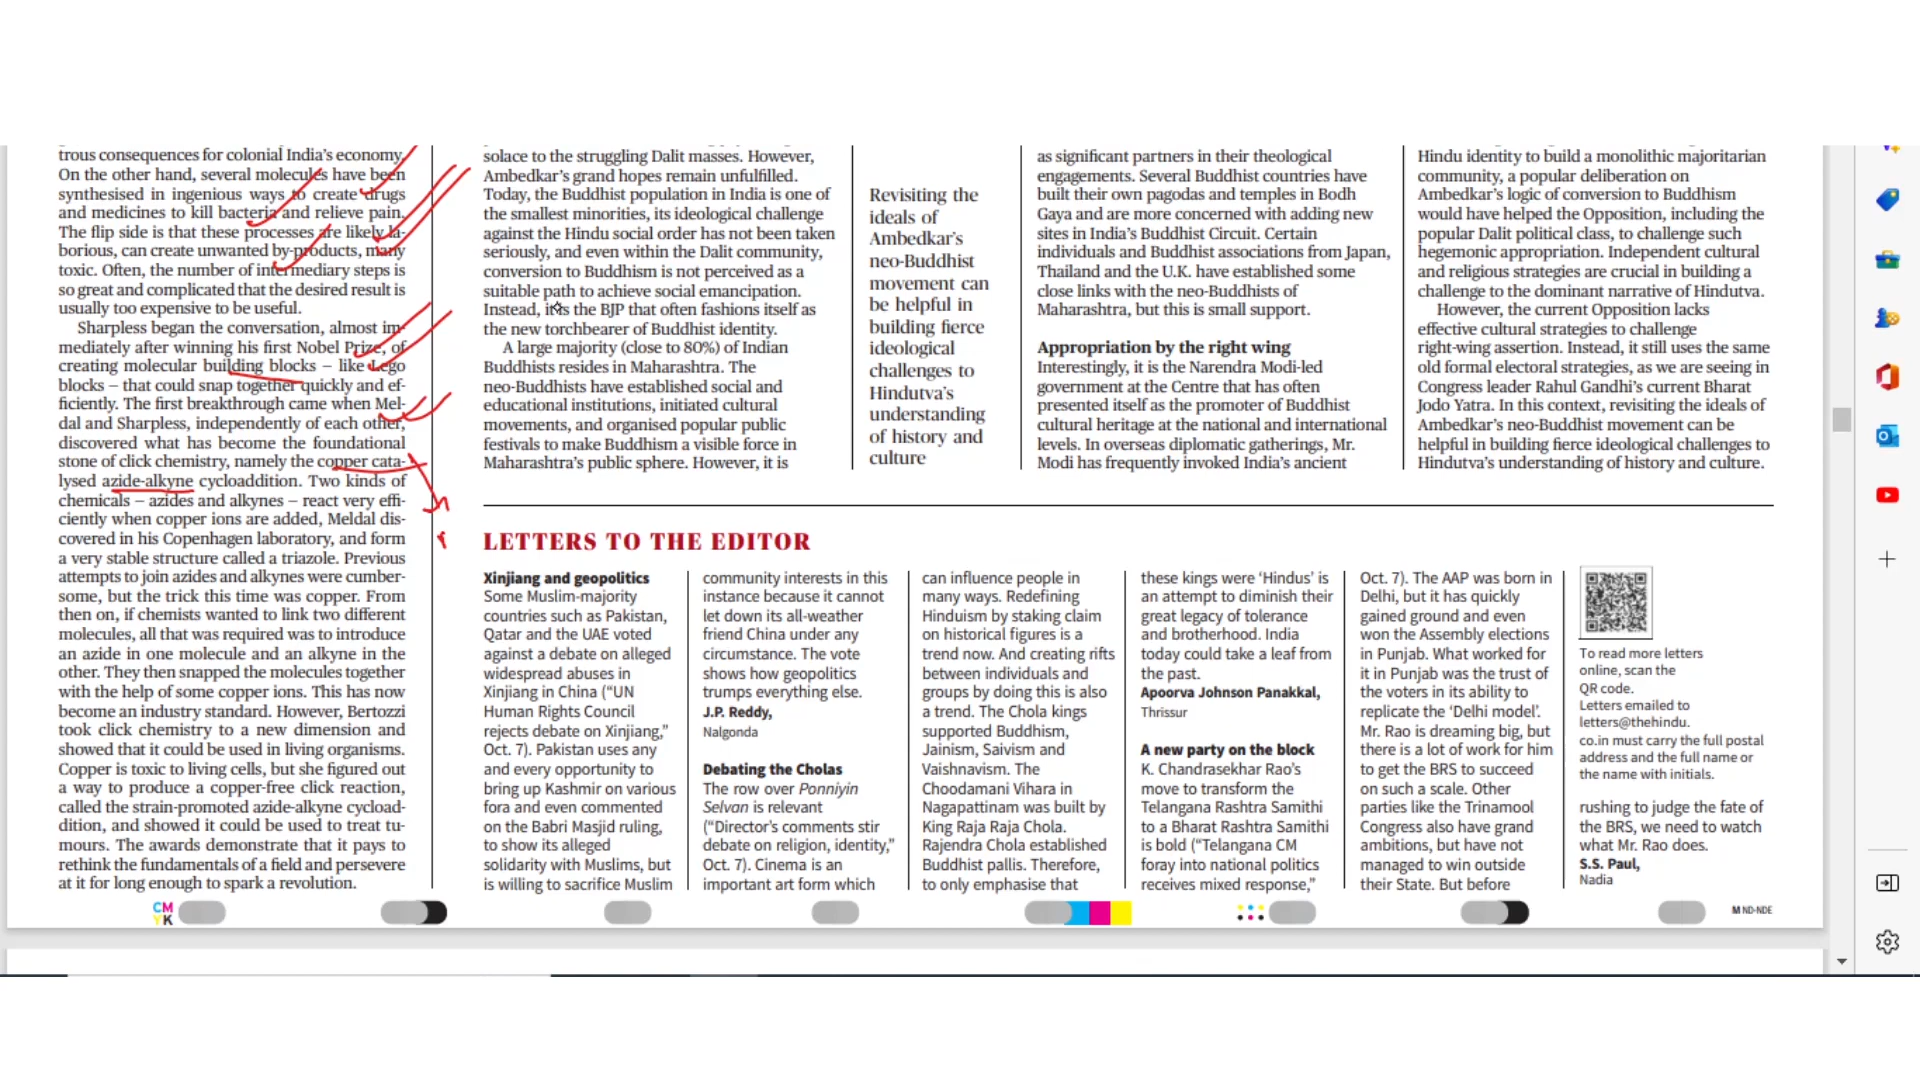 trous consequences for colonial India's economy.
On the other hand, several molecules have been
synthesised in ingenious ways to create drugs
and medicines to kill bacteria and relieve pain.
The flip side is that these processes are likely la-
borious, can create unwanted by-products, many
toxic. Often, the number of intermediary steps is
so great and complicated that the desired result is
usually too expensive to be useful.
Sharpless began the conversation, almost im-
mediately after winning his first Nobel Prize, of
creating molecular building blocks – like Lego
blocks – that could snap together quickly and ef-
ficiently. The first breakthrough came when Mel-
dal and Sharpless, independently of each other,
discovered what has become the foundational
stone of click chemistry, namely the copper cata-
lysed azide-alkyne cycloaddition. Two kinds of
chemicals – azides and alkynes – react very effi-
ciently when copper ions are added, Meldal dis-
covered in his Copenhagen laboratory, and form
a very stable structure called a triazole. Previous
attempts to join azides and alkynes were cumber-
some, but the trick this time was copper. From
then on, if chemists wanted to link two different
molecules, all that was required was to introduce
an azide in one molecule and an alkyne in the
other. They then snapped the molecules together
with the help of some copper ions. This has now
become an industry standard. However, Bertozzi
took click chemistry to a new dimension and
showed that it could be used in living organisms.
Copper is toxic to living cells, but she figured out
a way to produce a copper-free click reaction,
called the strain-promoted azide-alkyne cycload-
dition, and showed it could be used to treat tu-
mours. The awards demonstrate that it pays to
rethink the fundamentals of a field and persevere
at it for long enough to spark a revolution.
solace to the struggling Dalit masses. However,
Ambedkar's grand hopes remain unfulfilled.
Today, the Buddhist population in India is one of
the smallest minorities, its ideological challenge
against the Hindu social order has not been taken
seriously, and even within the Dalit community,
conversion to Buddhism is not perceived as a
suitable path to achieve social emancipation.
Instead, it is the BJP that often fashions itself as
the new torchbearer of Buddhist identity.
A large majority (close to 80%) of Indian
Buddhists resides in Maharashtra. The
neo-Buddhists have established social and
educational institutions, initiated cultural
movements, and organised popular public
festivals to make Buddhism a visible force in
Maharashtra's public sphere. However, it is
Revisiting the
ideals of
Ambedkar's
neo-Buddhist
movement can
be helpful in
building fierce
ideological
challenges to
Hindutva's
understanding
of history and
culture
as significant partners in their theological
engagements. Several Buddhist countries have
built their own pagodas and temples in Bodh
Gaya and are more concerned with adding new
sites in India's Buddhist Circuit. Certain
individuals and Buddhist associations from Japan,
Thailand and the U.K. have established some
close links with the neo-Buddhists of
Maharashtra, but this is small support.
Appropriation by the right wing
Interestingly, it is the Narendra Modi-led
government at the Centre that has often
presented itself as the promoter of Buddhist
cultural heritage at the national and international
levels. In overseas diplomatic gatherings, Mr.
Modi has frequently invoked India's ancient
Hindu identity to build a monolithic majoritarian
community, a popular deliberation on
Ambedkar's logic of conversion to Buddhism
would have helped the Opposition, including the
popular Dalit political class, to challenge such
hegemonic appropriation. Independent cultural
and religious strategies are crucial in building a
challenge to the dominant narrative of Hindutva.
However, the current Opposition lacks
effective cultural strategies to challenge
right-wing assertion. Instead, it still uses the same
old formal electoral strategies, as we are seeing in
Congress leader Rahul Gandhi's current Bharat
Jodo Yatra. In this context, revisiting the ideals of
Ambedkar's neo-Buddhist movement can be
helpful in building fierce ideological challenges to
Hindutva's understanding of history and culture.
LETTERS TO THE EDITOR
Xinjiang and geopolitics
Some Muslim-majority
countries such as Pakistan,
Qatar and the UAE voted
against a debate on alleged
widespread abuses in
Xinjiang in China (“UN
Human Rights Council
rejects debate on Xinjiang,”
Oct. 7). Pakistan uses any
and every opportunity to
bring up Kashmir on various
fora and even commented
on the Babri Masjid ruling,
to show its alleged
solidarity with Muslims, but
is willing to sacrifice Muslim
community interests in this
instance because it cannot
let down its all-weather
friend China under any
circumstance. The vote
shows how geopolitics
trumps everything else.
J.P. Reddy,
Nalgonda
Debating the Cholas
The row over Ponniyin
Selvan is relevant
(“Director's comments stir
debate on religion, identity,”
Oct. 7). Cinema is an
important art form which
can influence people in
many ways. Redefining
Hinduism by staking claim
on historical figures is a
trend now. And creating rifts
between individuals and
groups by doing this is also
a trend. The Chola kings
supported Buddhism,
Jainism, Saivism and
Vaishnavism. The
Choodamani Vihara in
Nagapattinam was built by
King Raja Raja Chola.
Rajendra Chola established
Buddhist pallis. Therefore,
to only emphasise that
these kings were ‘Hindus’ is
an attempt to diminish their
great legacy of tolerance
and brotherhood. India
today could take a leaf from
the past.
Apoorva Johnson Panakkal,
Thrissur
A new party on the block
K. Chandrasekhar Rao's
move to transform the
Telangana Rashtra Samithi
to a Bharat Rashtra Samithi
is bold (“Telangana CM
foray into national politics
receives mixed response,”
Oct. 7). The AAP was born in
Delhi, but it has quickly
gained ground and even
won the Assembly elections
in Punjab. What worked for
it in Punjab was the trust of
the voters in its ability to
replicate the ‘Delhi model’.
Mr. Rao is dreaming big, but
there is a lot of work for him
to get the BRS to succeed
on such a scale. Other
parties like the Trinamool
Congress also have grand
ambitions, but have not
managed to win outside
their State. But before
To read more letters
online, scan the
QR code.
Letters emailed to
letters@thehindu.
co.in must carry the full postal
address and the full name or
the name with initials.
rushing to judge the fate of
the BRS, we need to watch
what Mr. Rao does.
S.S. Paul,
Nadia
CM
YK
M ND-NDE